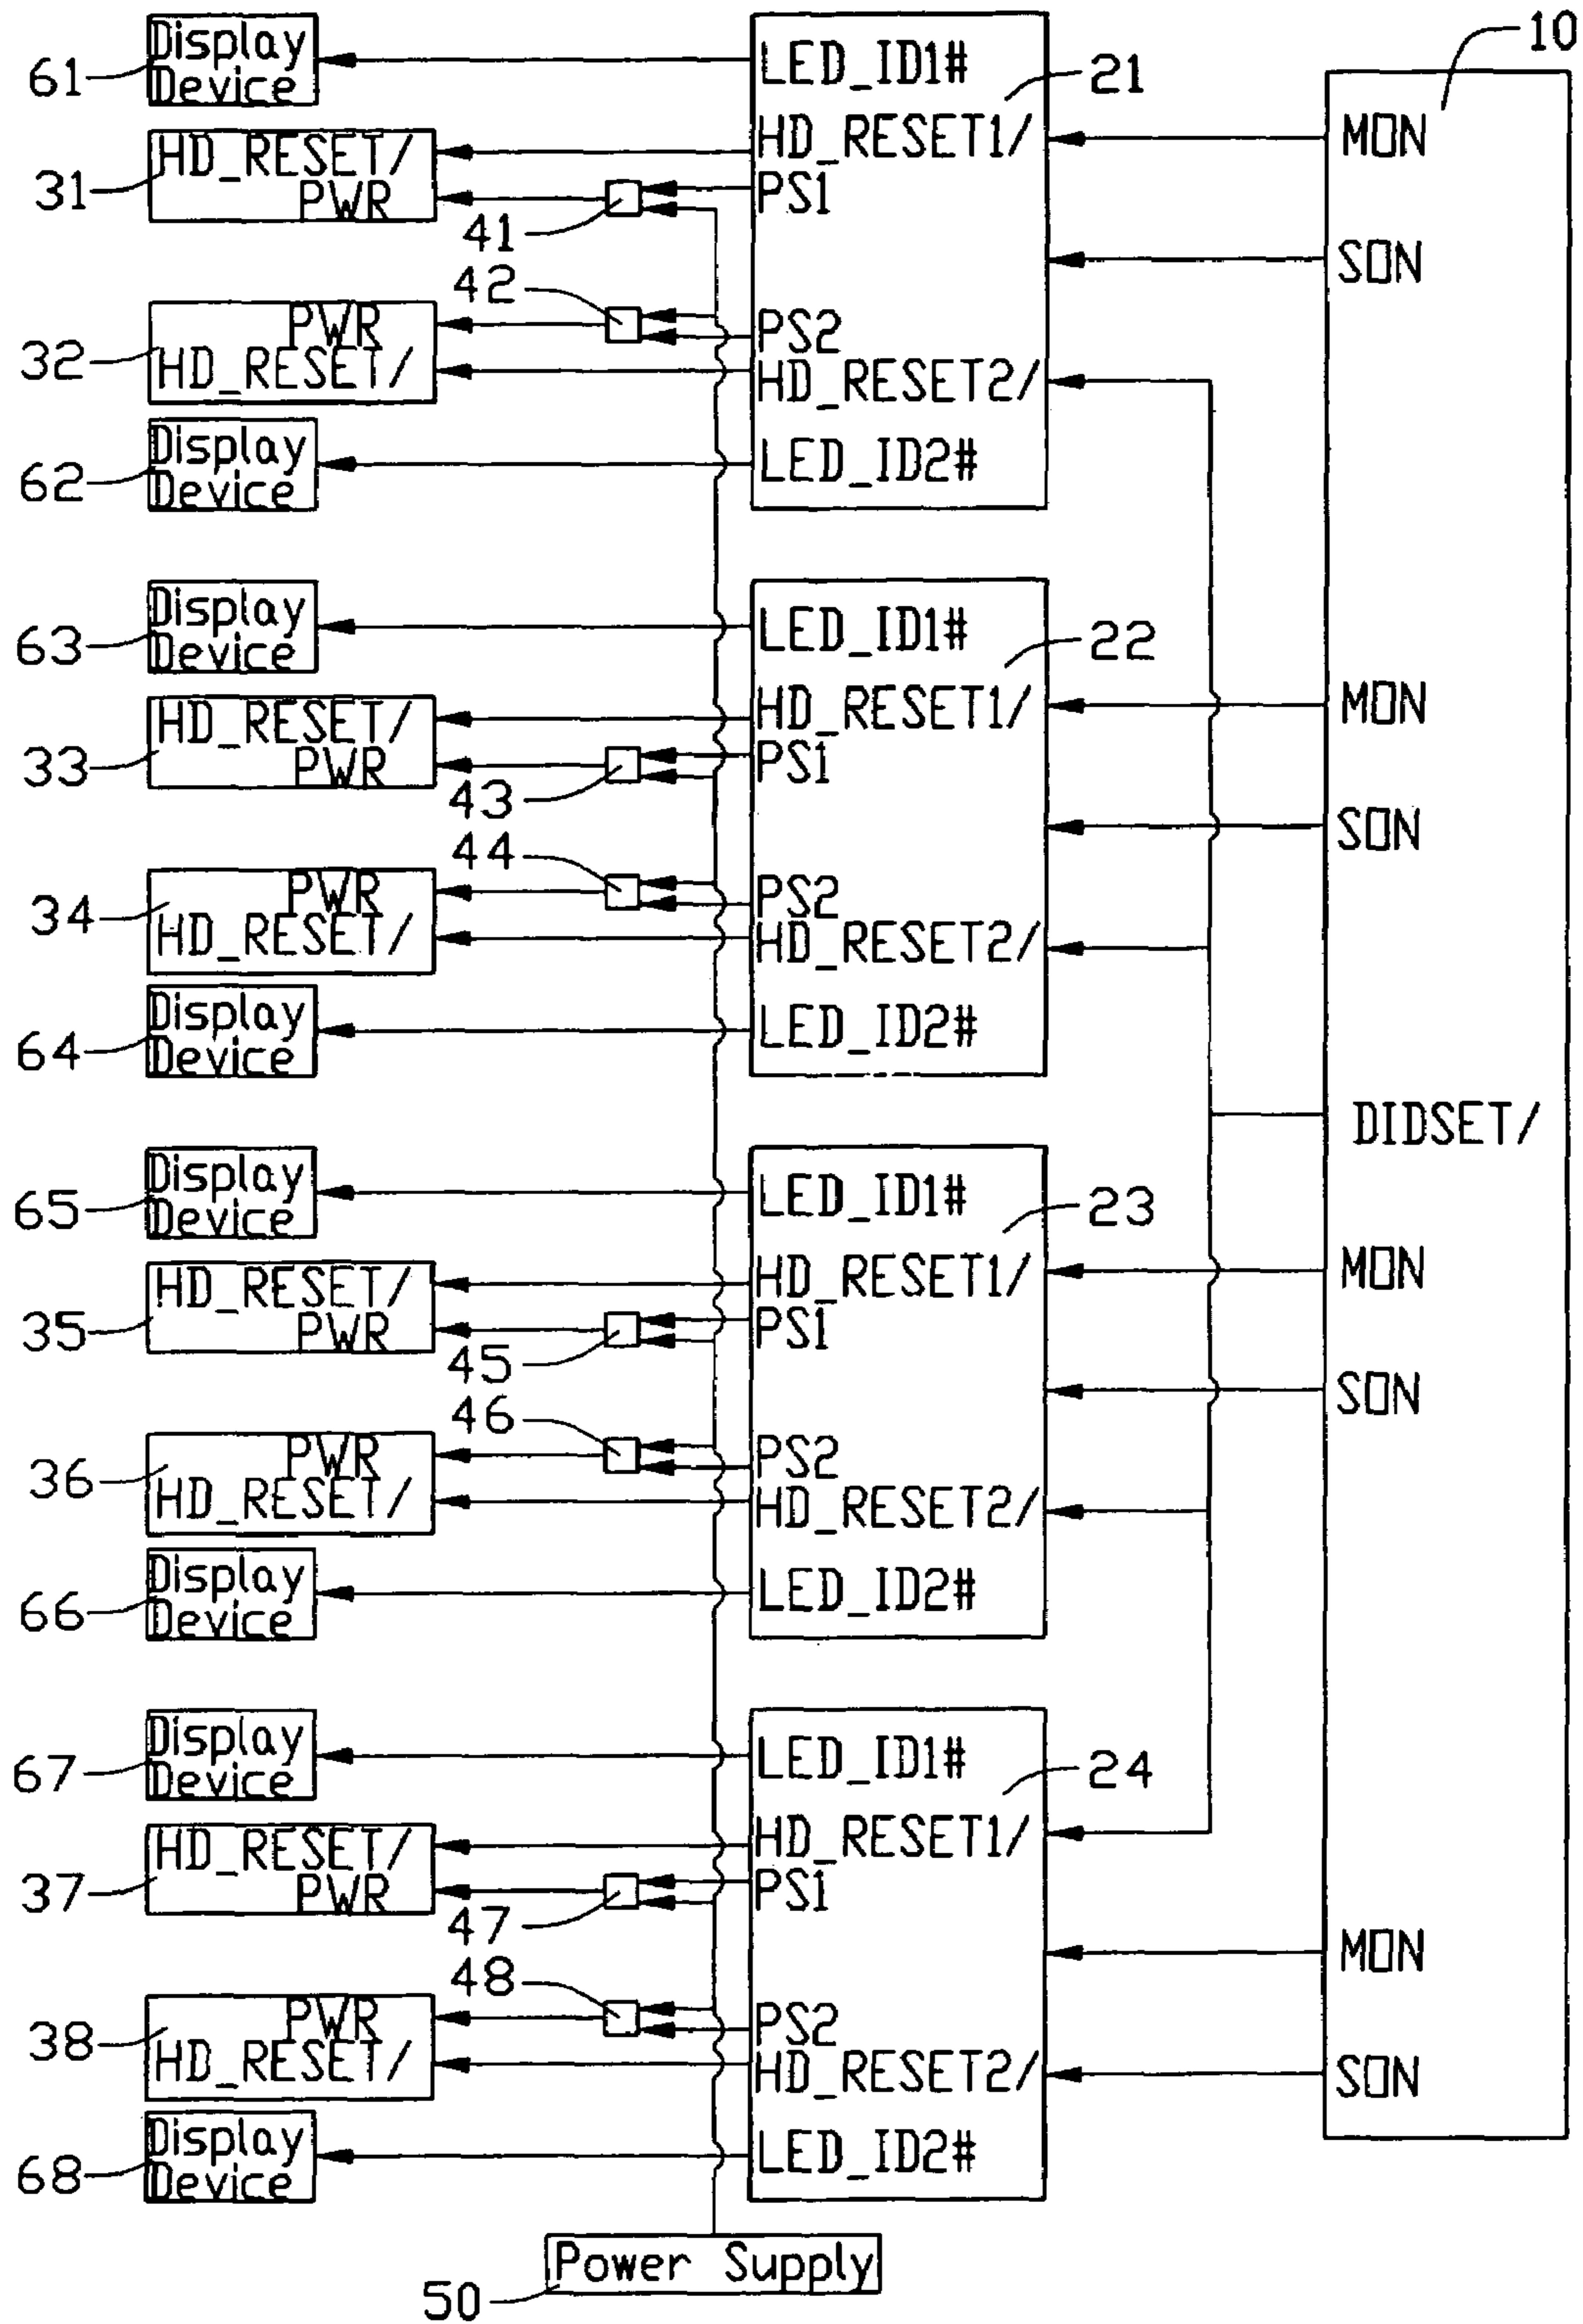 10
Display
Device
61
LED_ID1#
21
HD_RESET1/
MON
HD_RESET/
PWR
31
PS1
41
SON
42
PWR
HD_RESET/
32
PS2
HD_RESET2/
Display
Device
62
LED_ID2#
Display
Device
63
LED_ID1#
22
HD_RESET1/
MON
HD_RESET/
PWR
33
PS1
43
SON
44
PWR
HD_RESET/
34
PS2
HD_RESET2/
Display
Device
64
LED_ID2#
DIDSET/
Display
Device
65
LED_ID1#
23
HD_RESET1/
MON
HD_RESET/
PWR
35
PS1
45
SON
46
PWR
HD_RESET/
36
PS2
HD_RESET2/
Display
Device
66
LED_ID2#
Display
Device
67
LED_ID1#
24
HD_RESET1/
HD_RESET/
PWR
37
PS1
47
MON
48
PWR
HD_RESET/
38
PS2
HD_RESET2/
SON
Display
Device
68
LED_ID2#
Power Supply
50